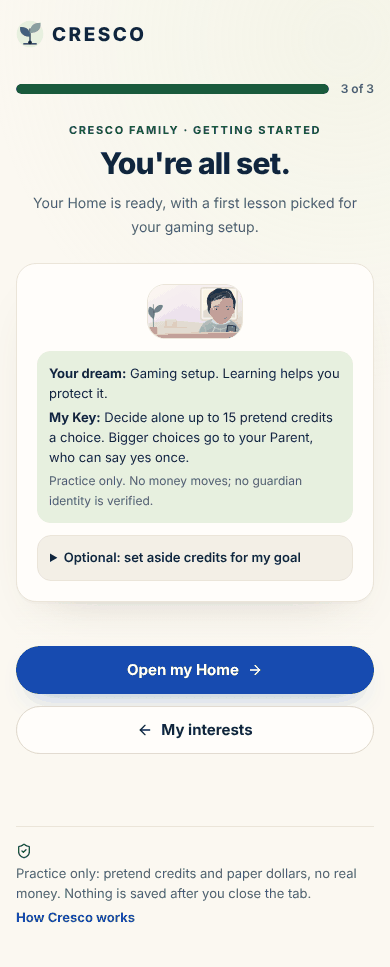 CRESCO
3 of 3
CRESCO FAMILY · GETTING STARTED
You're all set.
Your Home is ready, with a first lesson picked for
your gaming setup.
Your dream: Gaming setup. Learning helps you
protect it.
My Key: Decide alone up to 15 pretend credits
a choice. Bigger choices go to your Parent,
who can say yes once.
Practice only. No money moves; no guardian
identity is verified.
▶ Optional: set aside credits for my goal
Open my Home →
← My interests
Practice only: pretend credits and paper dollars, no real
money. Nothing is saved after you close the tab.
How Cresco works